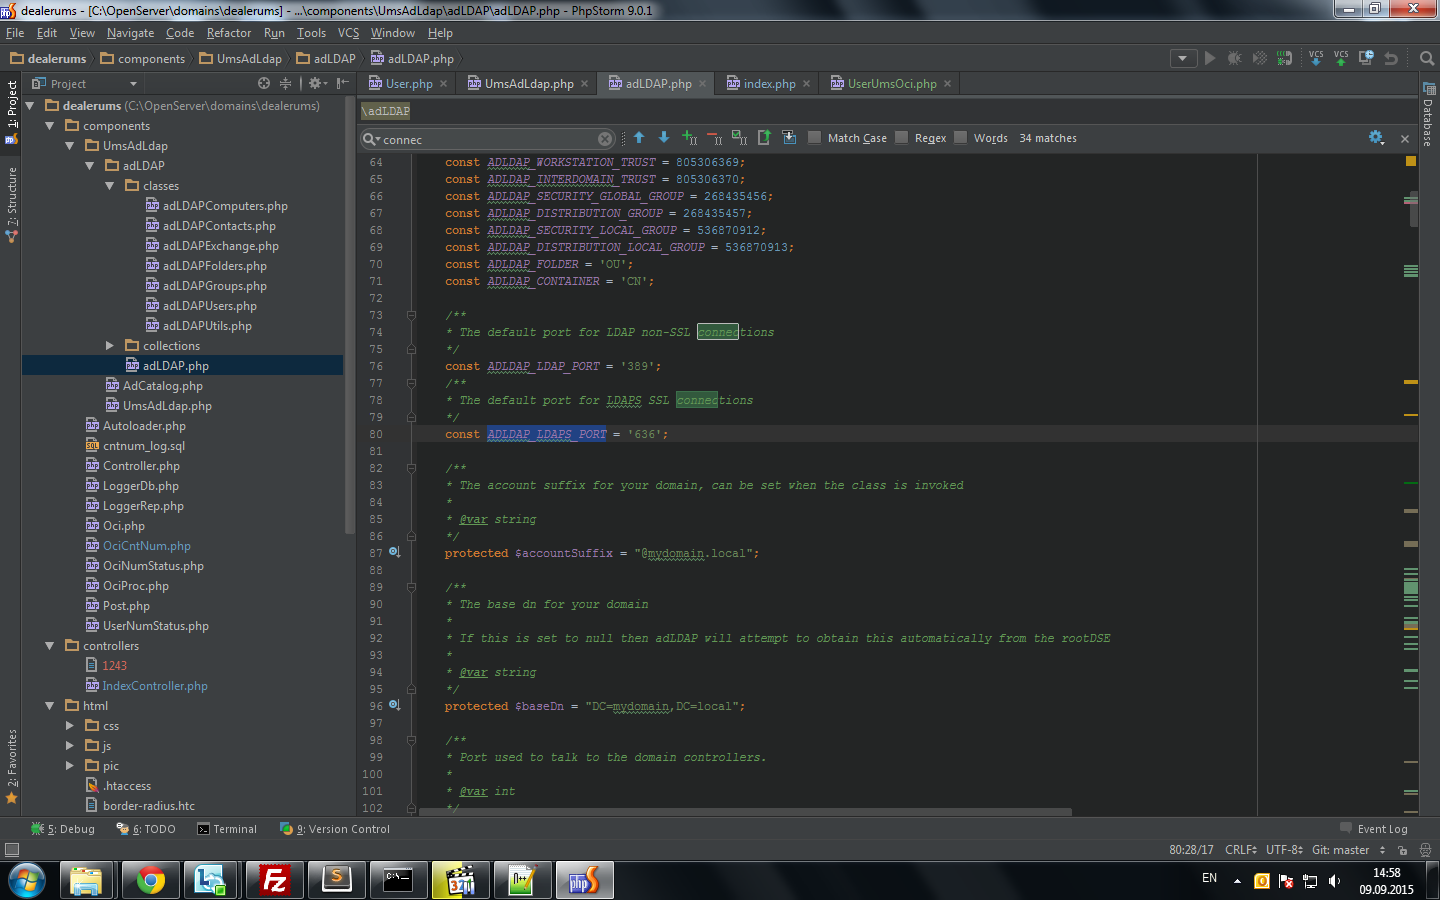 dealerums - [C:\OpenServer\domains\dealerums] - ...\components\UmsAdLdap\adLDAP\adLDAP.php - PhpStorm 9.0.1
File Edit View Navigate Code Refactor Run Tools VCS Window Help
dealerums components UmsAdLdap adLDAP adLDAP.php
VCS VCS
Project
User.php UmsAdLdap.php adLDAP.php index.php UserUmsOci.php
1: Project
7: Structure
2: Favorites
Database
dealerums (C:\OpenServer\domains\dealerums)
components
UmsAdLdap
adLDAP
classes
adLDAPComputers.php
adLDAPContacts.php
adLDAPExchange.php
adLDAPFolders.php
adLDAPGroups.php
adLDAPUsers.php
adLDAPUtils.php
collections
adLDAP.php
AdCatalog.php
UmsAdLdap.php
Autoloader.php
cntnum_log.sql
Controller.php
LoggerDb.php
LoggerRep.php
Oci.php
OciCntNum.php
OciNumStatus.php
OciProc.php
Post.php
UserNumStatus.php
controllers
1243
IndexController.php
html
css
js
pic
.htaccess
border-radius.htc
\adLDAP
connec Match Case Regex Words 34 matches
64 const ADLDAP_WORKSTATION_TRUST = 805306369;
65 const ADLDAP_INTERDOMAIN_TRUST = 805306370;
66 const ADLDAP_SECURITY_GLOBAL_GROUP = 268435456;
67 const ADLDAP_DISTRIBUTION_GROUP = 268435457;
68 const ADLDAP_SECURITY_LOCAL_GROUP = 536870912;
69 const ADLDAP_DISTRIBUTION_LOCAL_GROUP = 536870913;
70 const ADLDAP_FOLDER = 'OU';
71 const ADLDAP_CONTAINER = 'CN';
72
73 /**
74 * The default port for LDAP non-SSL connections
75 */
76 const ADLDAP_LDAP_PORT = '389';
77 /**
78 * The default port for LDAPS SSL connections
79 */
80 const ADLDAP_LDAPS_PORT = '636';
81
82 /**
83 * The account suffix for your domain, can be set when the class is invoked
84 *
85 * @var string
86 */
87 protected $accountSuffix = "@mydomain.local";
88
89 /**
90 * The base dn for your domain
91 *
92 * If this is set to null then adLDAP will attempt to obtain this automatically from the rootDSE
93 *
94 * @var string
95 */
96 protected $baseDn = "DC=mydomain,DC=local";
97
98 /**
99 * Port used to talk to the domain controllers.
100 *
101 * @var int
102 */
5: Debug 6: TODO Terminal 9: Version Control Event Log
80:28/17 CRLF UTF-8 Git: master
EN 14:58
09.09.2015